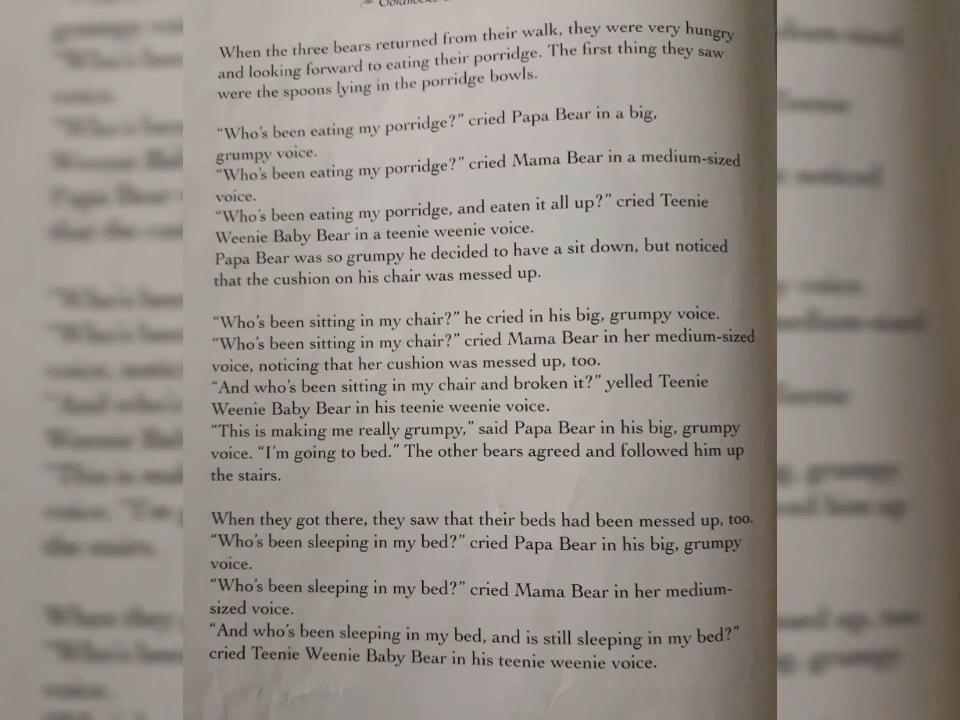 When the three bears returned from their walk, they were very hungry
and looking forward to eating their porridge. The first thing they saw
were the spoons lying in the porridge bowls.
“Who’s been eating my porridge?” cried Papa Bear in a big,
grumpy voice.
“Who’s been eating my porridge?” cried Mama Bear in a medium-sized
voice.
“Who’s been eating my porridge, and eaten it all up?” cried Teenie
Weenie Baby Bear in a teenie weenie voice.
Papa Bear was so grumpy he decided to have a sit down, but noticed
that the cushion on his chair was messed up.
“Who’s been sitting in my chair?” he cried in his big, grumpy voice.
“Who’s been sitting in my chair?” cried Mama Bear in her medium-sized
voice, noticing that her cushion was messed up, too.
“And who’s been sitting in my chair and broken it?” yelled Teenie
Weenie Baby Bear in his teenie weenie voice.
“This is making me really grumpy,” said Papa Bear in his big, grumpy
voice. “I’m going to bed.” The other bears agreed and followed him up
the stairs.
When they got there, they saw that their beds had been messed up, too.
“Who’s been sleeping in my bed?” cried Papa Bear in his big, grumpy
voice.
“Who’s been sleeping in my bed?” cried Mama Bear in her medium-
sized voice.
“And who’s been sleeping in my bed, and is still sleeping in my bed?”
cried Teenie Weenie Baby Bear in his teenie weenie voice.